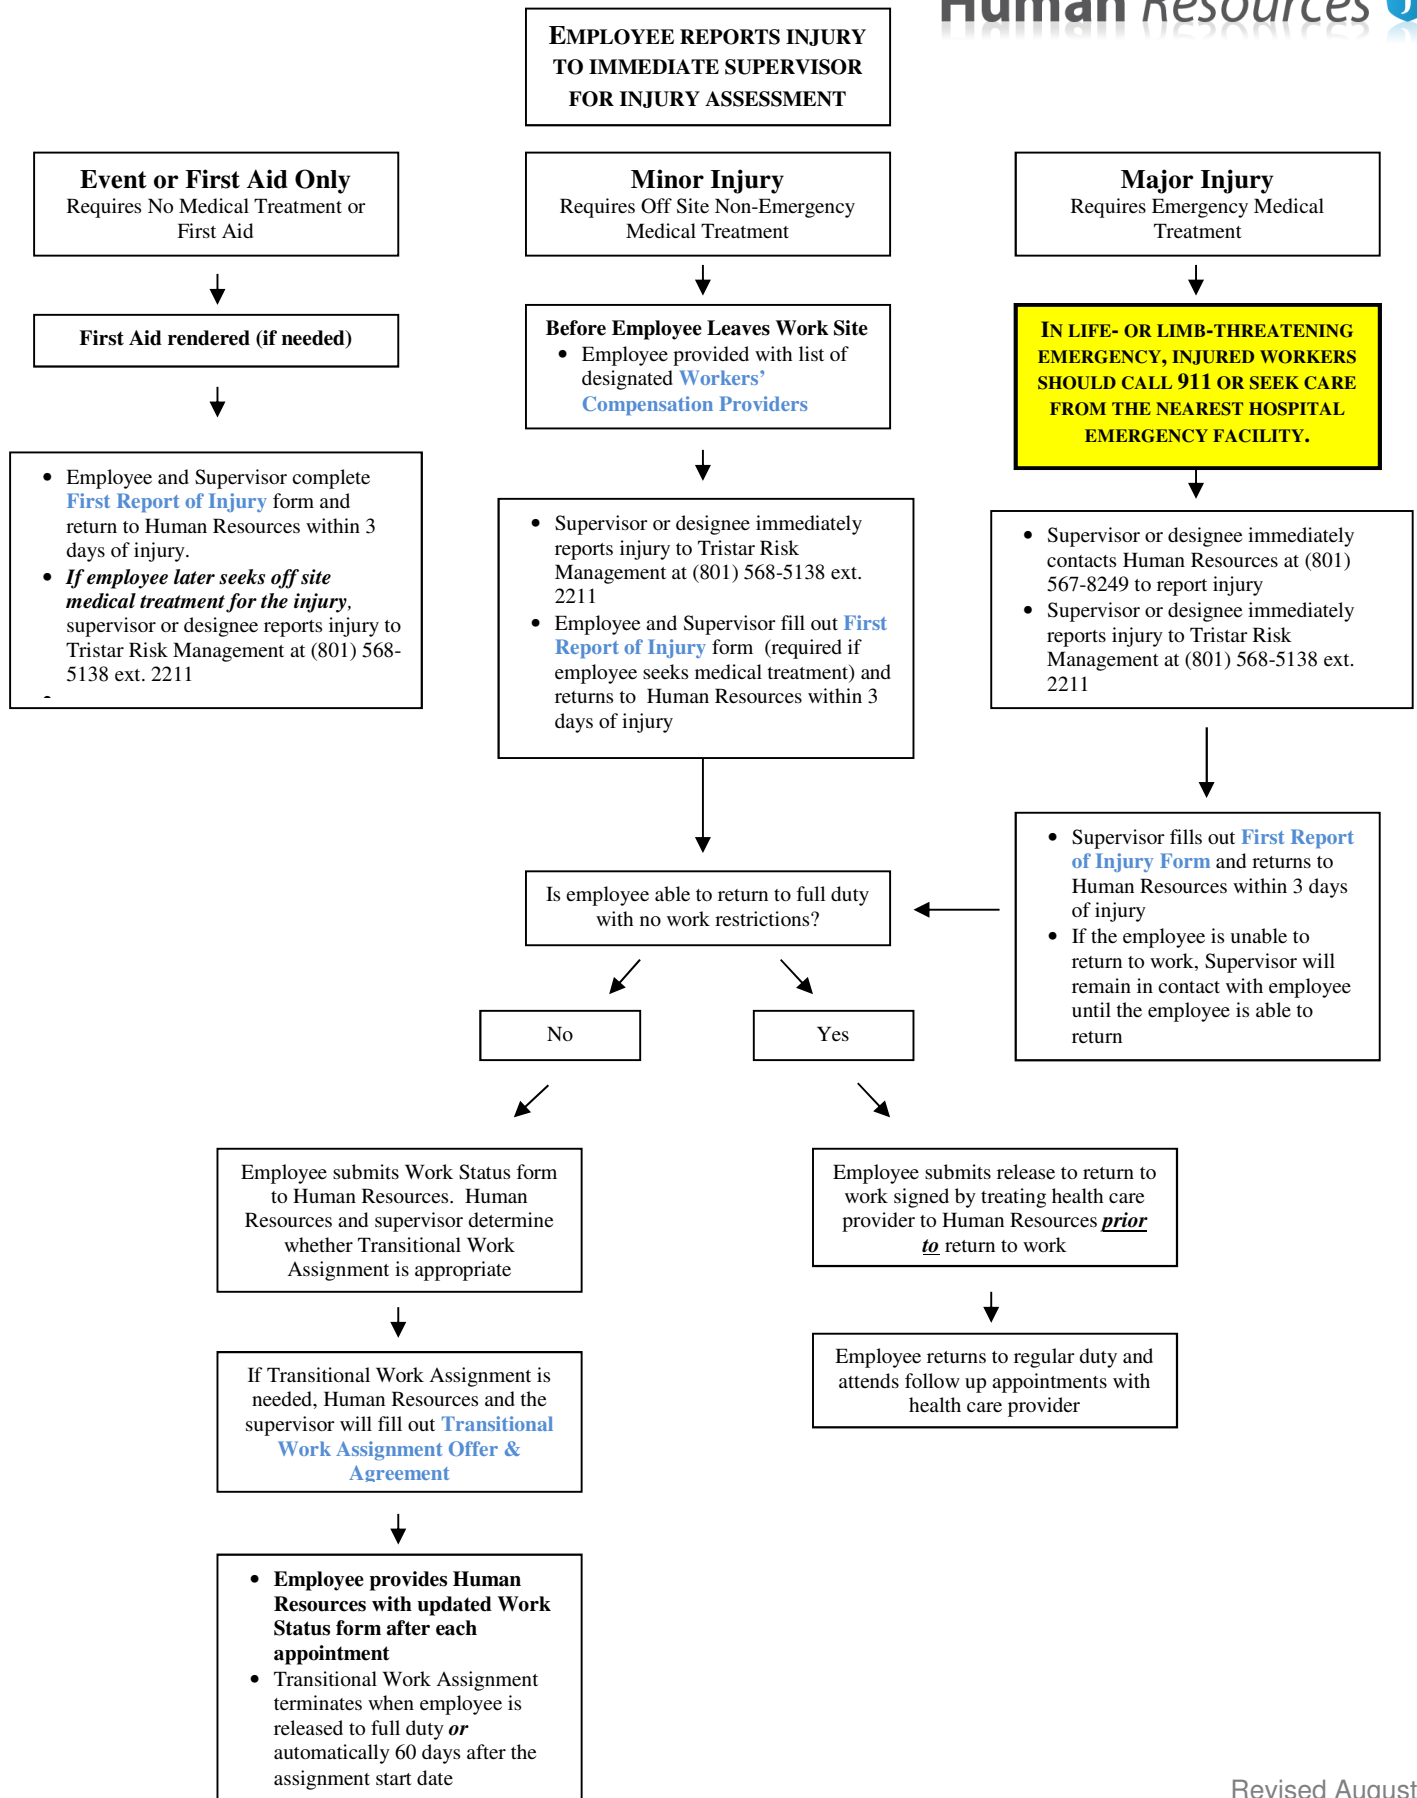 Human Resources
EMPLOYEE REPORTS INJURY
TO IMMEDIATE SUPERVISOR
FOR INJURY ASSESSMENT
Event or First Aid Only
Requires No Medical Treatment or
First Aid
First Aid rendered (if needed)
• Employee and Supervisor complete
First Report of Injury form and
return to Human Resources within 3
days of injury.
• If employee later seeks off site
medical treatment for the injury,
supervisor or designee reports injury to
Tristar Risk Management at (801) 568-
5138 ext. 2211
Minor Injury
Requires Off Site Non-Emergency
Medical Treatment
Before Employee Leaves Work Site
• Employee provided with list of
designated Workers’
Compensation Providers
• Supervisor or designee immediately
reports injury to Tristar Risk
Management at (801) 568-5138 ext.
2211
• Employee and Supervisor fill out First
Report of Injury form (required if
employee seeks medical treatment) and
returns to Human Resources within 3
days of injury
Major Injury
Requires Emergency Medical
Treatment
IN LIFE- OR LIMB-THREATENING
EMERGENCY, INJURED WORKERS
SHOULD CALL 911 OR SEEK CARE
FROM THE NEAREST HOSPITAL
EMERGENCY FACILITY.
• Supervisor or designee immediately
contacts Human Resources at (801)
567-8249 to report injury
• Supervisor or designee immediately
reports injury to Tristar Risk
Management at (801) 568-5138 ext.
2211
• Supervisor fills out First Report
of Injury Form and returns to
Human Resources within 3 days
of injury
• If the employee is unable to
return to work, Supervisor will
remain in contact with employee
until the employee is able to
return
Is employee able to return to full duty
with no work restrictions?
No
Yes
Employee submits Work Status form
to Human Resources. Human
Resources and supervisor determine
whether Transitional Work
Assignment is appropriate
If Transitional Work Assignment is
needed, Human Resources and the
supervisor will fill out Transitional
Work Assignment Offer &
Agreement
• Employee provides Human
Resources with updated Work
Status form after each
appointment
• Transitional Work Assignment
terminates when employee is
released to full duty or
automatically 60 days after the
assignment start date
Employee submits release to return to
work signed by treating health care
provider to Human Resources prior
to return to work
Employee returns to regular duty and
attends follow up appointments with
health care provider
Revised August